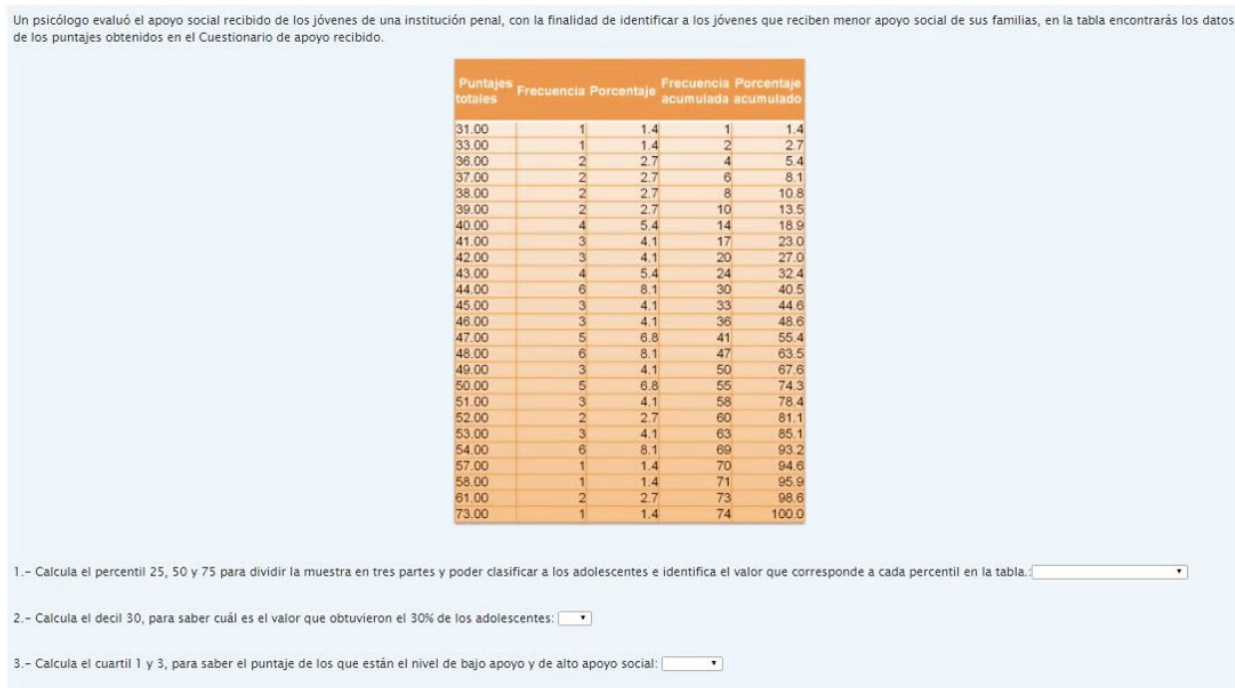 Un psicólogo evaluó el apoyo social recibido de los jóvenes de una institución penal, con la finalidad de identificar a los jóvenes que reciben menor apoyo social de sus familias, en la tabla encontrarás los datos
de los puntajes obtenidos en el Cuestionario de apoyo recibido.
Puntajes totales Frecuencia Porcentaje Frecuencia acumulada Porcentaje acumulado
31.00 1 1.4 1 1.4
33.00 1 1.4 2 2.7
36.00 2 2.7 4 5.4
37.00 2 2.7 6 8.1
38.00 2 2.7 8 10.8
39.00 2 2.7 10 13.5
40.00 4 5.4 14 18.9
41.00 3 4.1 17 23.0
42.00 3 4.1 20 27.0
43.00 4 5.4 24 32.4
44.00 6 8.1 30 40.5
45.00 3 4.1 33 44.6
46.00 3 4.1 36 48.6
47.00 5 6.8 41 55.4
48.00 6 8.1 47 63.5
49.00 3 4.1 50 67.6
50.00 5 6.8 55 74.3
51.00 3 4.1 58 78.4
52.00 2 2.7 60 81.1
53.00 3 4.1 63 85.1
54.00 6 8.1 69 93.2
57.00 1 1.4 70 94.6
58.00 1 1.4 71 95.9
61.00 2 2.7 73 98.6
73.00 1 1.4 74 100.0
1.- Calcula el percentil 25, 50 y 75 para dividir la muestra en tres partes y poder clasificar a los adolescentes e identifica el valor que corresponde a cada percentil en la tabla.:
2.- Calcula el decil 30, para saber cuál es el valor que obtuvieron el 30% de los adolescentes:
3.- Calcula el cuartil 1 y 3, para saber el puntaje de los que están el nivel de bajo apoyo y de alto apoyo social: